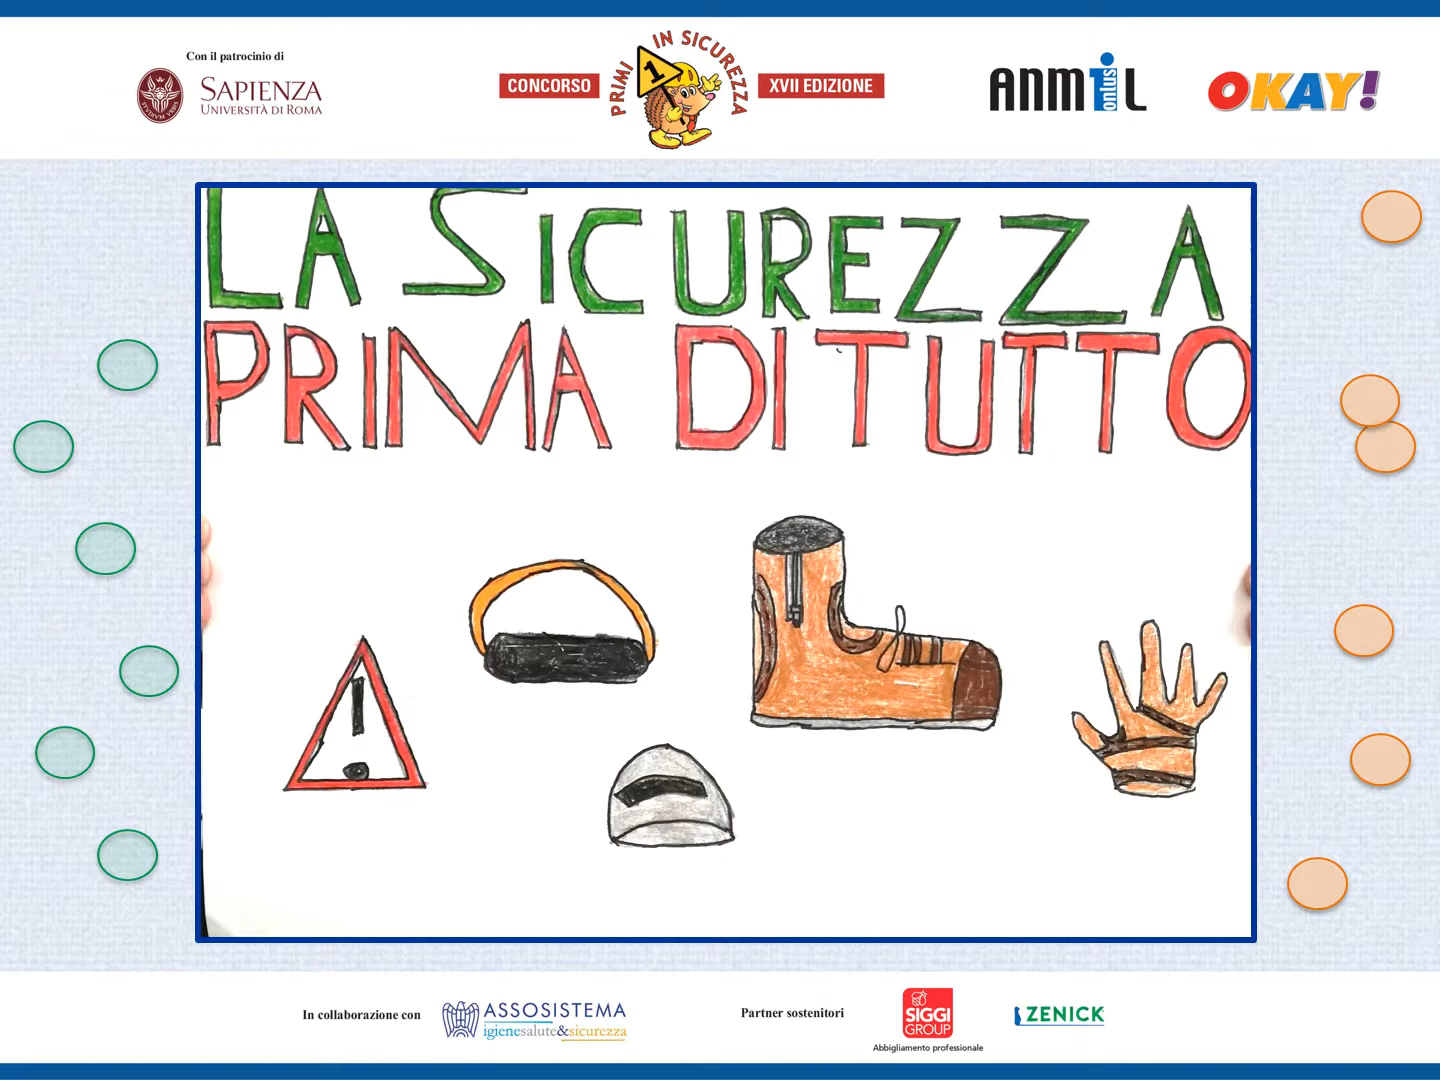 Con il patrocinio di
SAPIENZA
UNIVERSITÀ DI ROMA
CONCORSO
PRIMI IN SICUREZZA
1
XVII EDIZIONE
ANMIL
onlus
OKAY!
LA SICUREZZA
PRIMA DI TUTTO
!
In collaborazione con
ASSOSISTEMA
igienesalute&sicurezza
Partner sostenitori
SIGGI
GROUP
Abbigliamento professionale
ZENICK